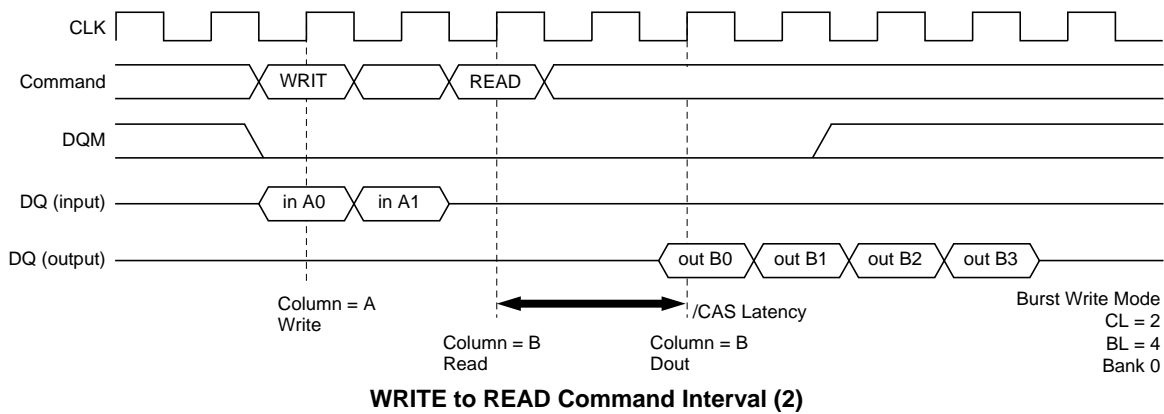 CLK
Command
WRIT
READ
DQM
DQ (input)
in A0
in A1
DQ (output)
out B0
out B1
out B2
out B3
Column = A
Write
/CAS Latency
Column = B
Read
Column = B
Dout
Burst Write Mode
CL = 2
BL = 4
Bank 0
WRITE to READ Command Interval (2)